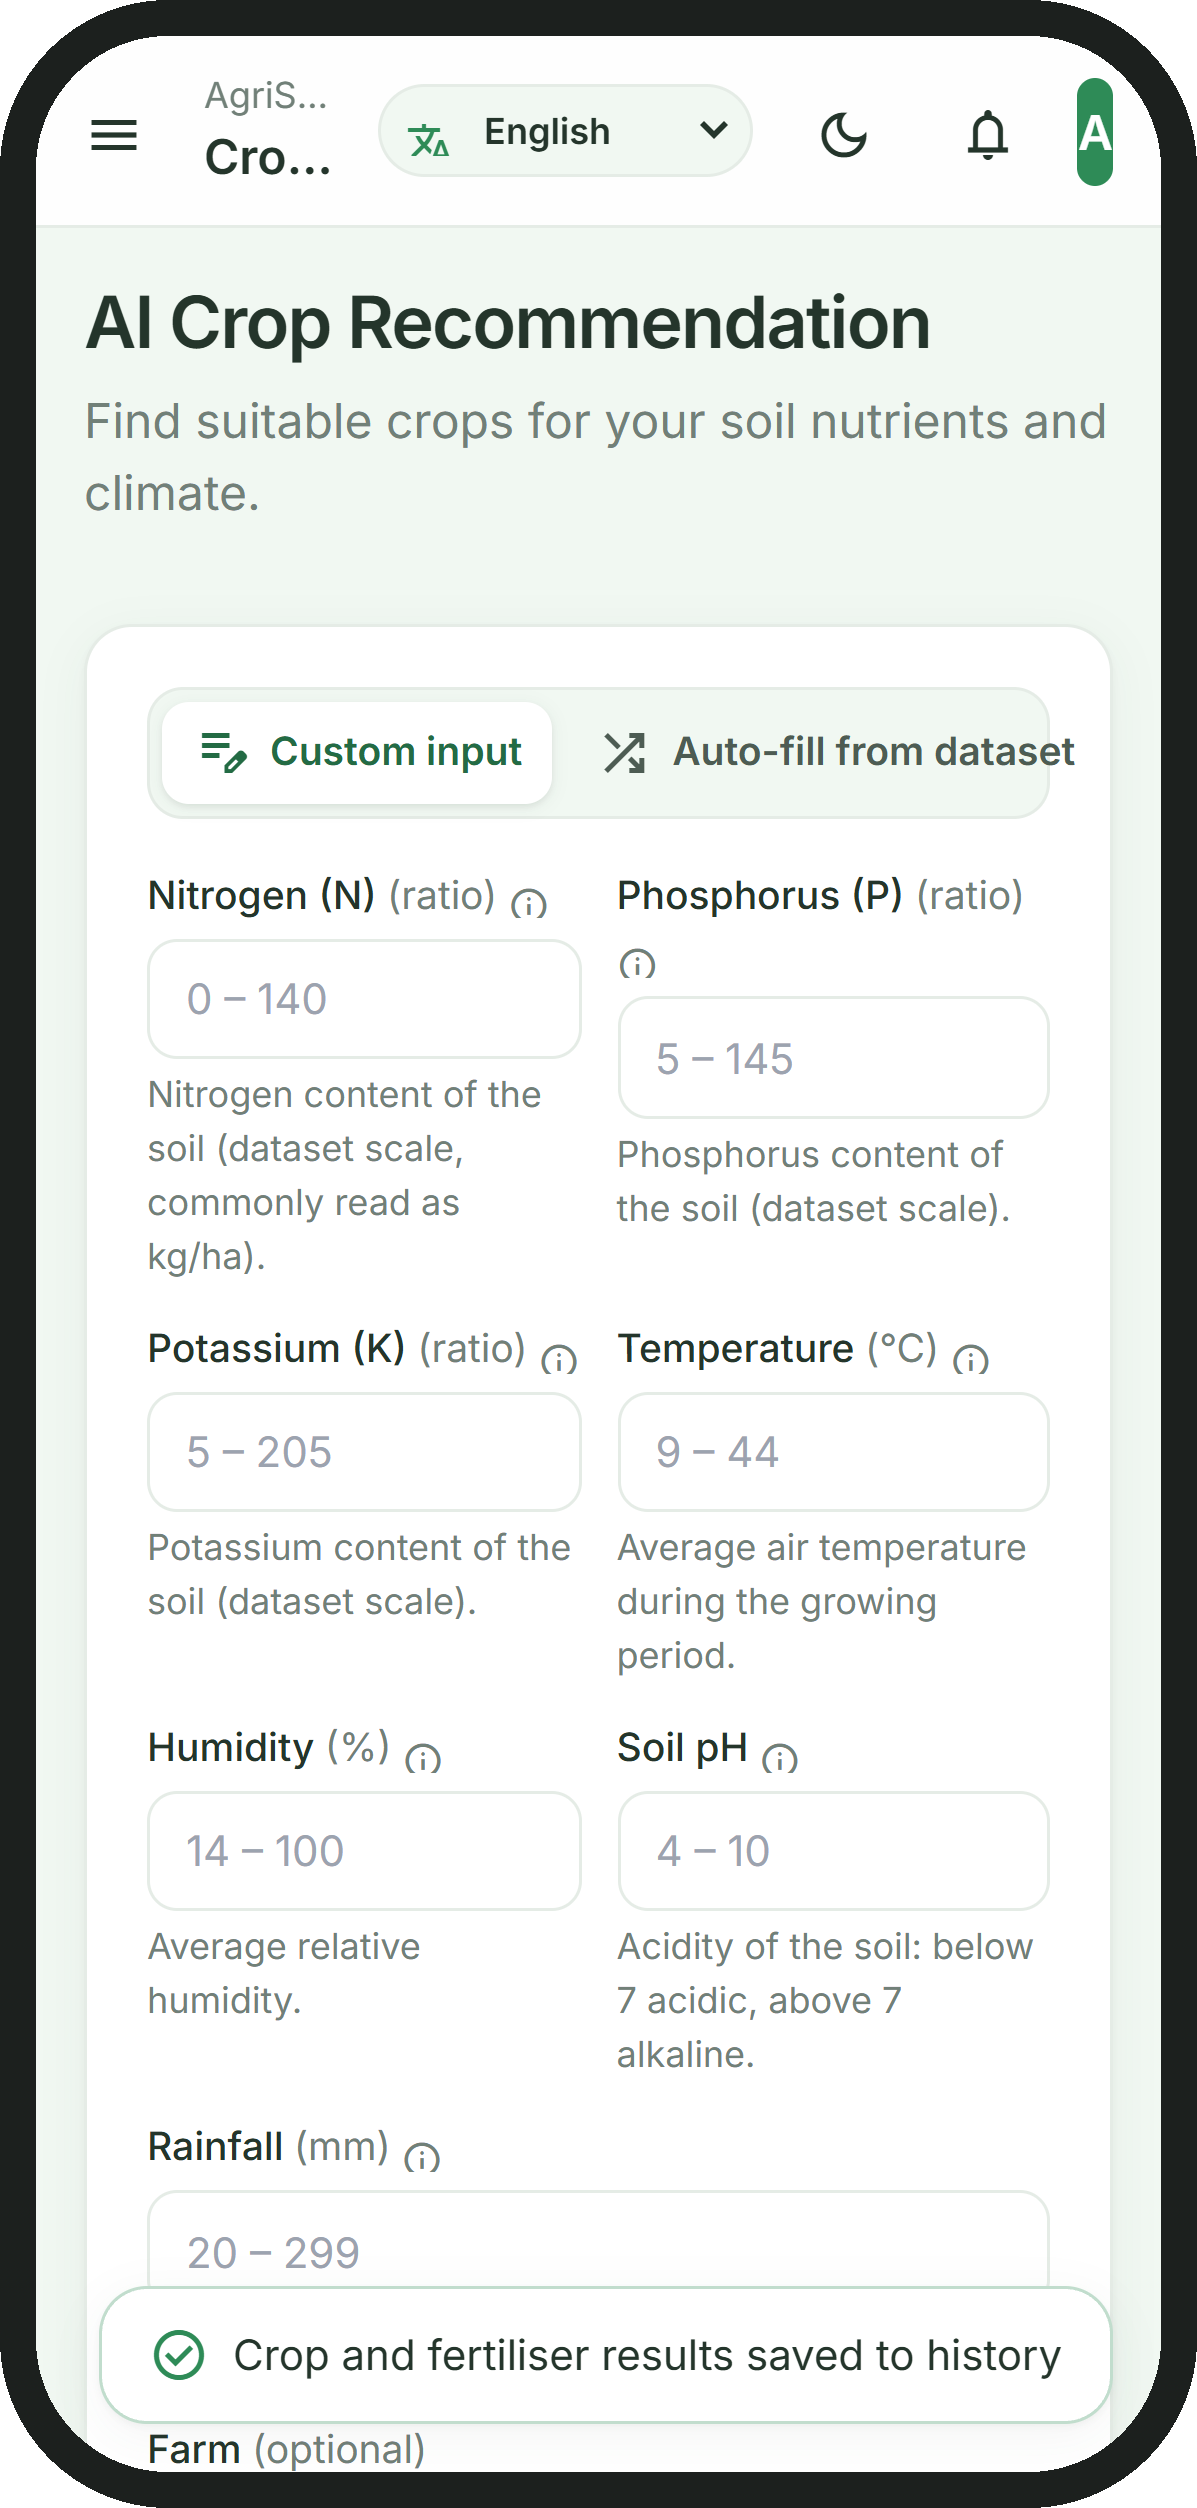 AgriS...
Cro...
English
A
AI Crop Recommendation
Find suitable crops for your soil nutrients and
climate.
Custom input
Auto-fill from dataset
Nitrogen (N) (ratio)
Phosphorus (P) (ratio)
0 – 140
5 – 145
Nitrogen content of the
soil (dataset scale,
commonly read as
kg/ha).
Phosphorus content of
the soil (dataset scale).
Potassium (K) (ratio)
Temperature (°C)
5 – 205
9 – 44
Potassium content of the
soil (dataset scale).
Average air temperature
during the growing
period.
Humidity (%)
Soil pH
14 – 100
4 – 10
Average relative
humidity.
Acidity of the soil: below
7 acidic, above 7
alkaline.
Rainfall (mm)
20 – 299
Crop and fertiliser results saved to history
Farm (optional)